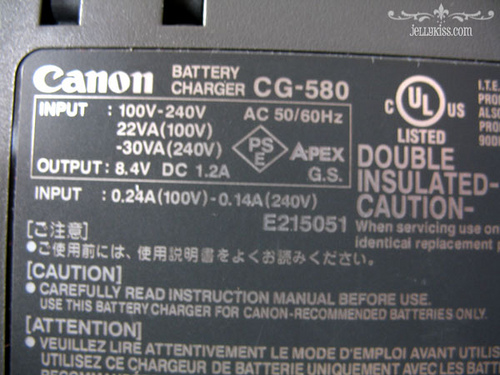 jellykiss.com
Canon BATTERY CHARGER CG-580
INPUT : 100V-240V AC 50/60Hz
22VA(100V)
-30VA(240V)
PS E APEX
OUTPUT : 8.4V DC 1.2A G.S.
INPUT : 0.24A(100V)-0.14A(240V)
E215051
C UL US
LISTED
I.T.E.
DOUBLE
INSULATED-
CAUTION-
When servicing use on
identical replacement
[ご注意]
●ご使用前には、使用説明書をよくお読みください。
[CAUTION]
● CAREFULLY READ INSTRUCTION MANUAL BEFORE USE.
USE THIS BATTERY CHARGER FOR CANON-RECOMMENDED BATTERIES ONLY.
[ATTENTION]
● VEUILLEZ LIRE ATTENTIVEMENT LE MODE D'EMPLOI AVANT UTILIS
UTILISEZ CE CHARGEUR DE BATTERIE UNIQUEMENT AVEC LES BAT